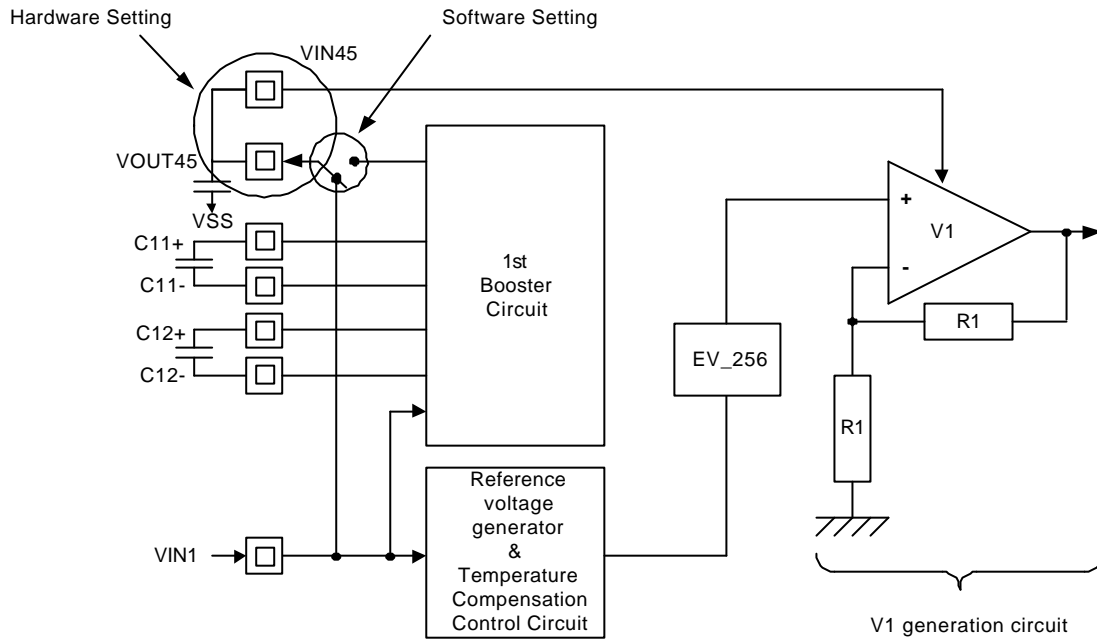 Hardware Setting
Software Setting
VIN45
VOUT45
VSS
C11+
C11-
C12+
C12-
1st
Booster
Circuit
+
V1
-
R1
EV_256
R1
Reference
voltage
generator
&
Temperature
Compensation
Control Circuit
VIN1
V1 generation circuit